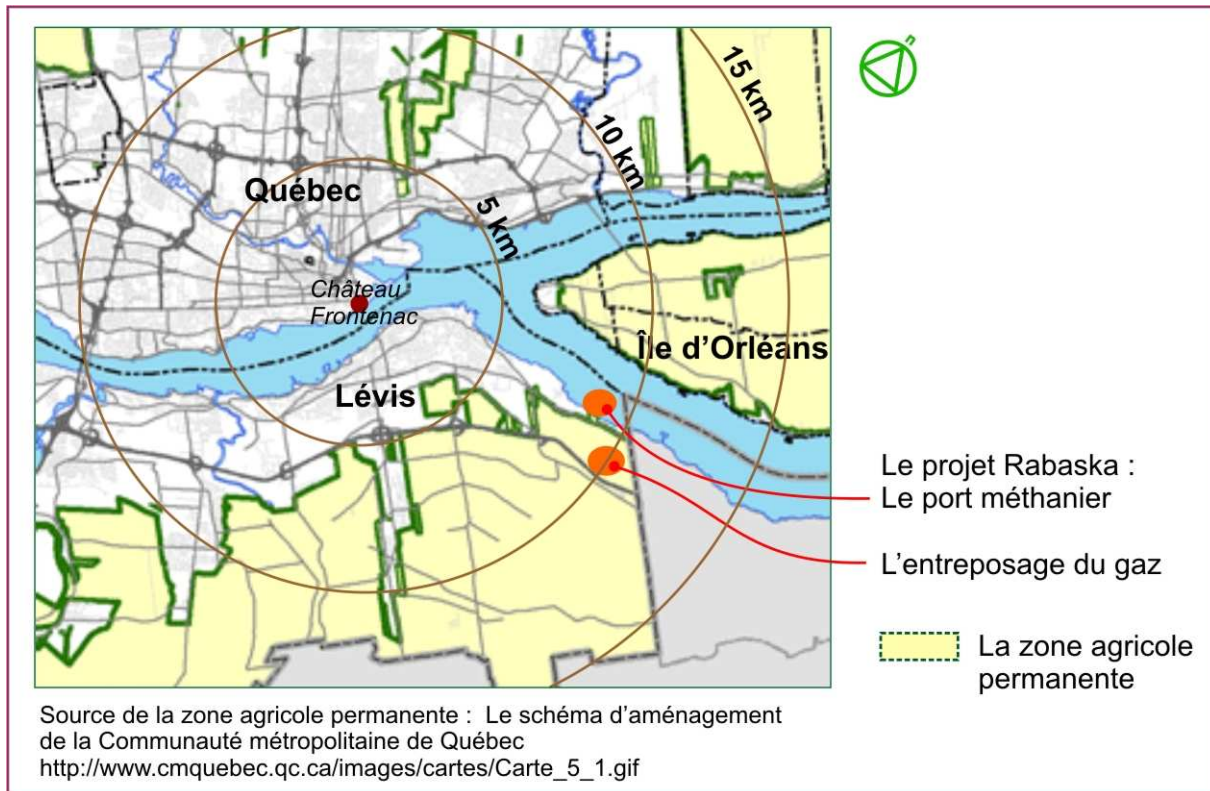 n
15 km
10 km
5 km
Québec
Château
Frontenac
Île d'Orléans
Lévis
Le projet Rabaska :
Le port méthanier
L'entreposage du gaz
La zone agricole
permanente
Source de la zone agricole permanente : Le schéma d'aménagement
de la Communauté métropolitaine de Québec
http://www.cmquebec.qc.ca/images/cartes/Carte_5_1.gif